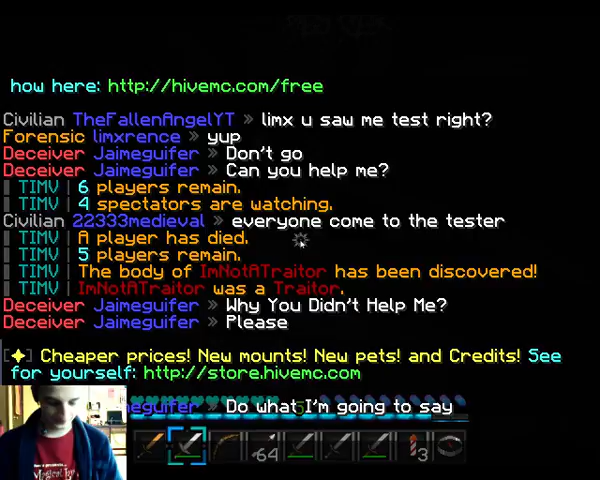 how here: http://hivemc.com/free
Civilian TheFallenAngelYT » limx u saw me test right?
Forensic limxrence » yup
Deceiver Jaimeguifer » Don't go
Deceiver Jaimeguifer » Can you help me?
TIMV | 6 players remain.
TIMV | 4 spectators are watching.
Civilian 22333medieval » everyone come to the tester
TIMV | A player has died.
TIMV | 5 players remain.
TIMV | The body of ImNotATraitor has been discovered!
TIMV | ImNotATraitor was a Traitor.
Deceiver Jaimeguifer » Why You Didn't Help Me?
Deceiver Jaimeguifer » Please
[✦] Cheaper prices! New mounts! New pets! and Credits! See
for yourself: http://store.hivemc.com
meguifer » Do what I'm going to say
5
64
3